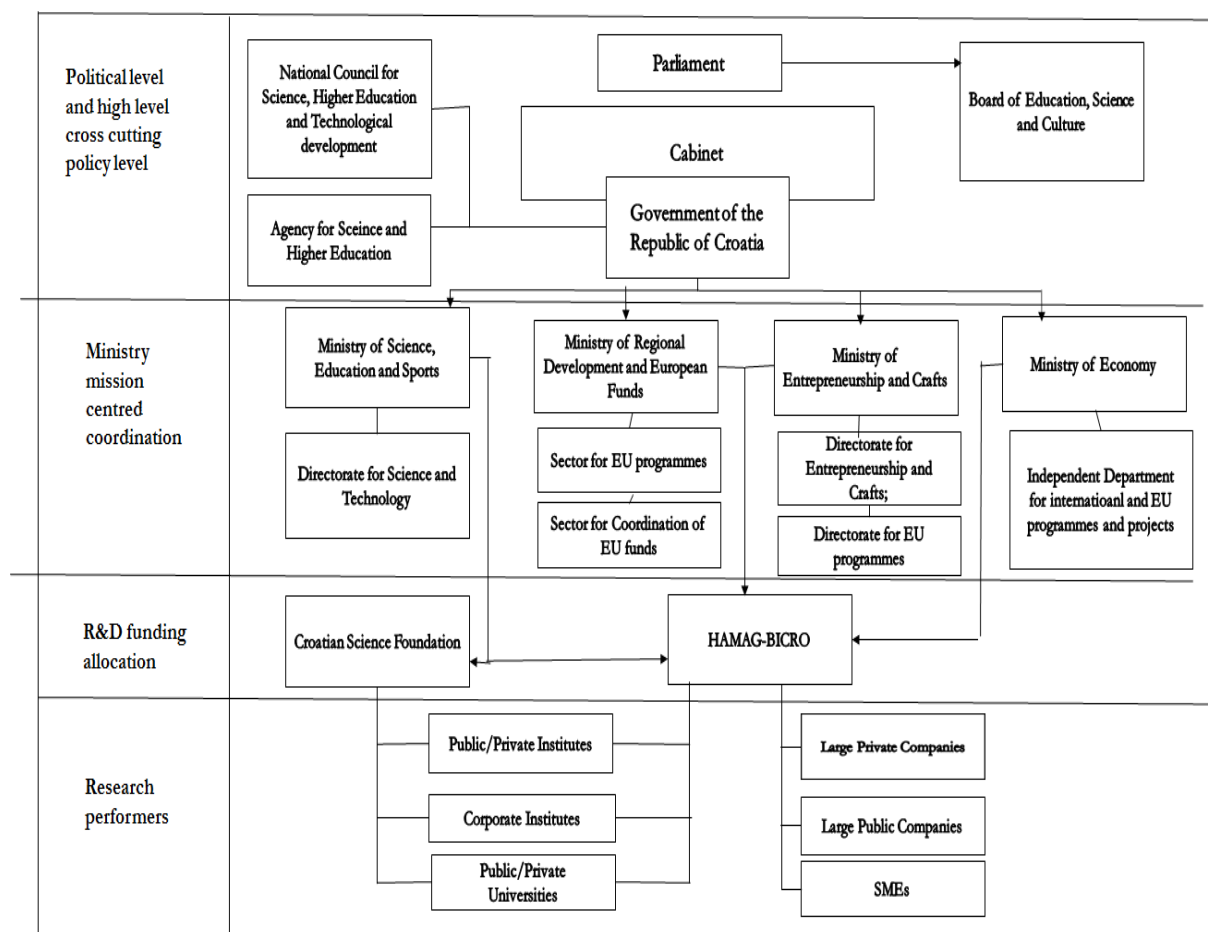 Political level
and high level
cross cutting
policy level
National Council for
Science, Higher Education
and Technological
development
Parliament
Board of Education, Science
and Culture
Cabinet
Agency for Sceince and
Higher Education
Government of the
Republic of Croatia
Ministry
mission
centred
coordination
Ministry of Science,
Education and Sports
Ministry of Regional
Development and European
Funds
Ministry of
Entrepreneurship and Crafts
Ministry of Economy
Directorate for Science and
Technology
Sector for EU programmes
Sector for Coordination of
EU funds
Directorate for
Entrepreneurship and
Crafts;
Directorate for EU
programmes
Independent Department
for internatioanl and EU
programmes and projects
R&D funding
allocation
Croatian Science Foundation
HAMAG-BICRO
Research
performers
Public/Private Institutes
Corporate Institutes
Public/Private
Universities
Large Private Companies
Large Public Companies
SMEs